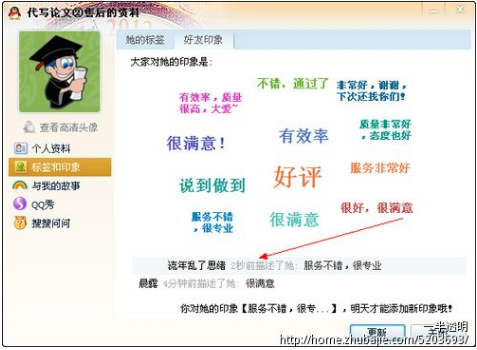 代写论文②售后的资料
她的标签 好友印象
大家对她的印象是:
不错，通过了
非常好，谢谢，
下次还找你们!
有效率，质量
很高，大爱~
质量非常好
，态度也好
很满意！
有效率
服务非常好
说到做到
好评
很好，很满意
服务不错
，很专业
很满意
查看高清头像
个人资料
标签和印象
与我的故事
QQ秀
搜搜问问
流年乱了思绪 2秒前描述了她: 服务不错，很专业
晨露 4分钟前描述了她: 很满意
你对她的印象【服务不错，很专...】，明天才能添加新印象哦!
更新
一半透明
http://home.zhubajie.com/5203693/